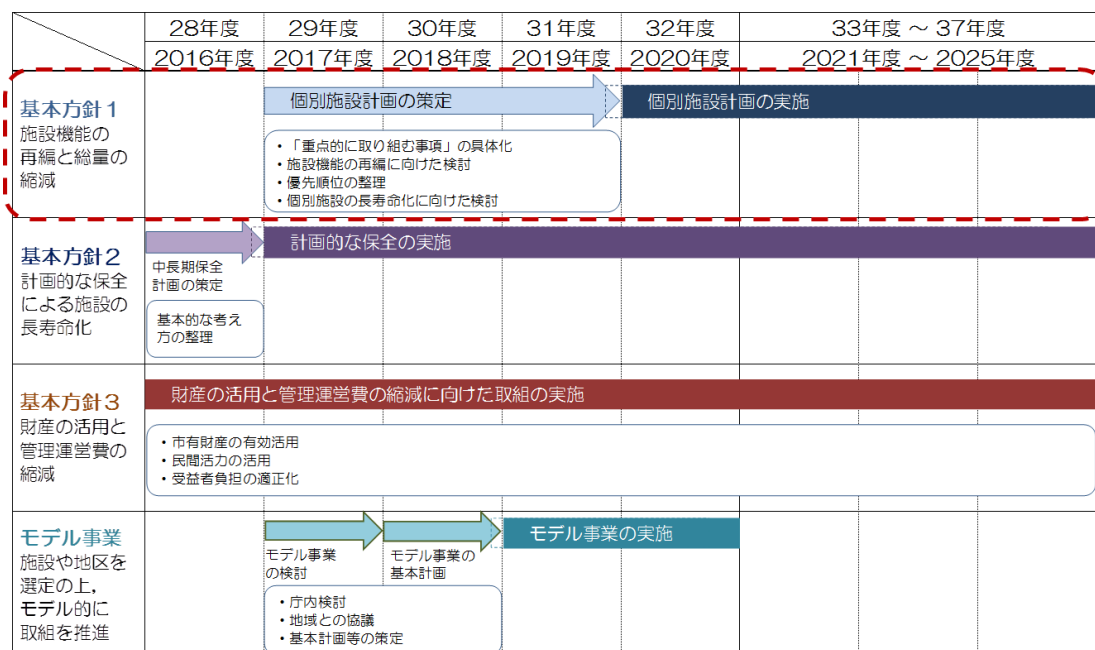 28年度 29年度 30年度 31年度 32年度 33年度 ～ 37年度
2016年度 2017年度 2018年度 2019年度 2020年度 2021年度 ～ 2025年度
基本方針1
施設機能の
再編と総量の
縮減
個別施設計画の策定
個別施設計画の実施
・「重点的に取り組む事項」の具体化
・施設機能の再編に向けた検討
・優先順位の整理
・個別施設の長寿命化に向けた検討
基本方針2
計画的な保全
による施設の
長寿命化
計画的な保全の実施
中長期保全
計画の策定
基本的な考え
方の整理
基本方針3
財産の活用と
管理運営費の
縮減
財産の活用と管理運営費の縮減に向けた取組の実施
・市有財産の有効活用
・民間活力の活用
・受益者負担の適正化
モデル事業
施設や地区を
選定の上，
モデル的に
取組を推進
モデル事業
の検討
モデル事業の
基本計画
モデル事業の実施
・庁内検討
・地域との協議
・基本計画等の策定